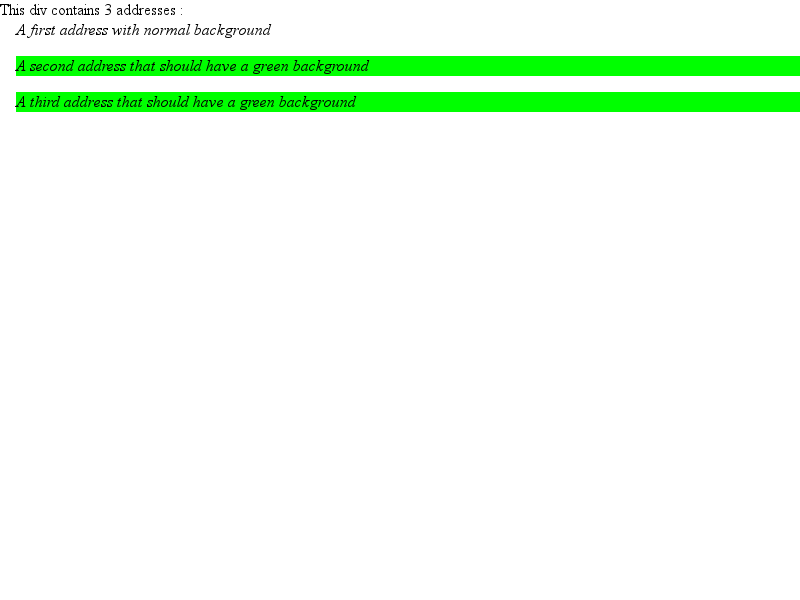 This div contains 3 addresses :
A first address with normal background
A second address that should have a green background
A third address that should have a green background